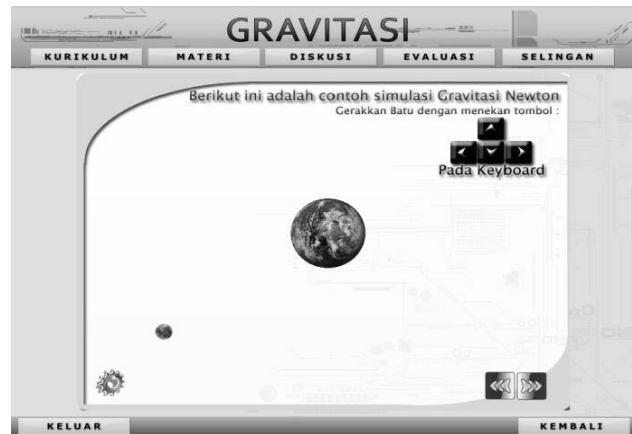 GRAVITASI
KURIKULUM MATERI DISKUSI EVALUASI SELINGAN
Berikut ini adalah contoh simulasi Gravitasi Newton
Gerakkan Batu dengan menekan tombol :
Pada Keyboard
KELUAR KEMBALI